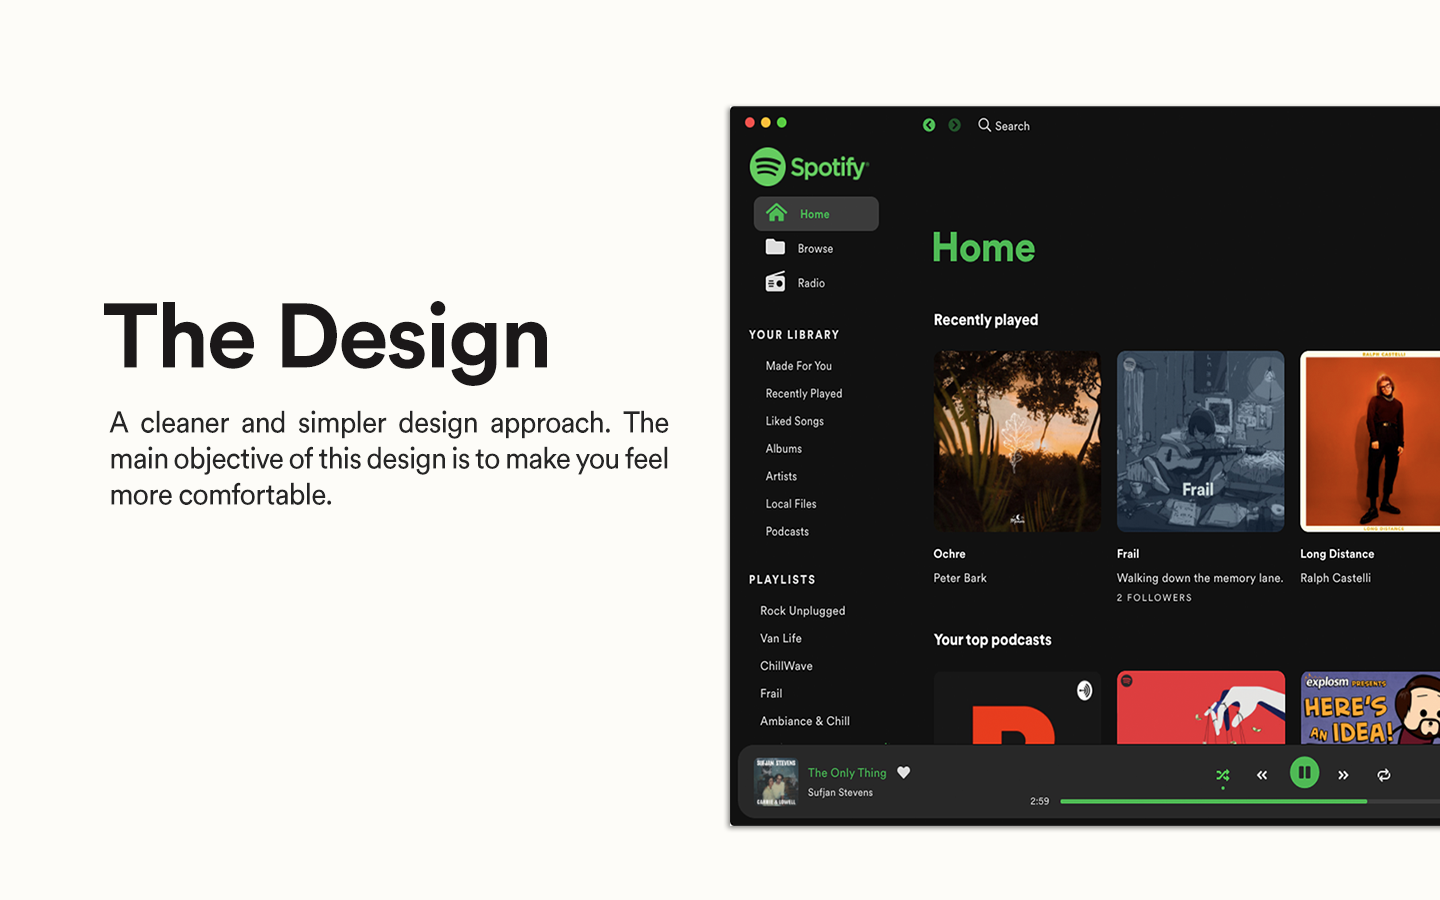 The Design
A cleaner and simpler design approach. The
main objective of this design is to make you feel
more comfortable.
Search
Spotify
Home
Browse
Radio
YOUR LIBRARY
Made For You
Recently Played
Liked Songs
Albums
Artists
Local Files
Podcasts
PLAYLISTS
Rock Unplugged
Van Life
ChillWave
Frail
Ambiance & Chill
Home
Recently played
Frail
RALPH CASTELLI
LONG DISTANCE
Ochre
Peter Bark
Frail
Walking down the memory lane.
2 FOLLOWERS
Long Distance
Ralph Castelli
Your top podcasts
explosm PRESENTS
HERE'S
AN IDEA!
SUFJAN STEVENS
CARRIE & LOWELL
The Only Thing
Sufjan Stevens
2:59